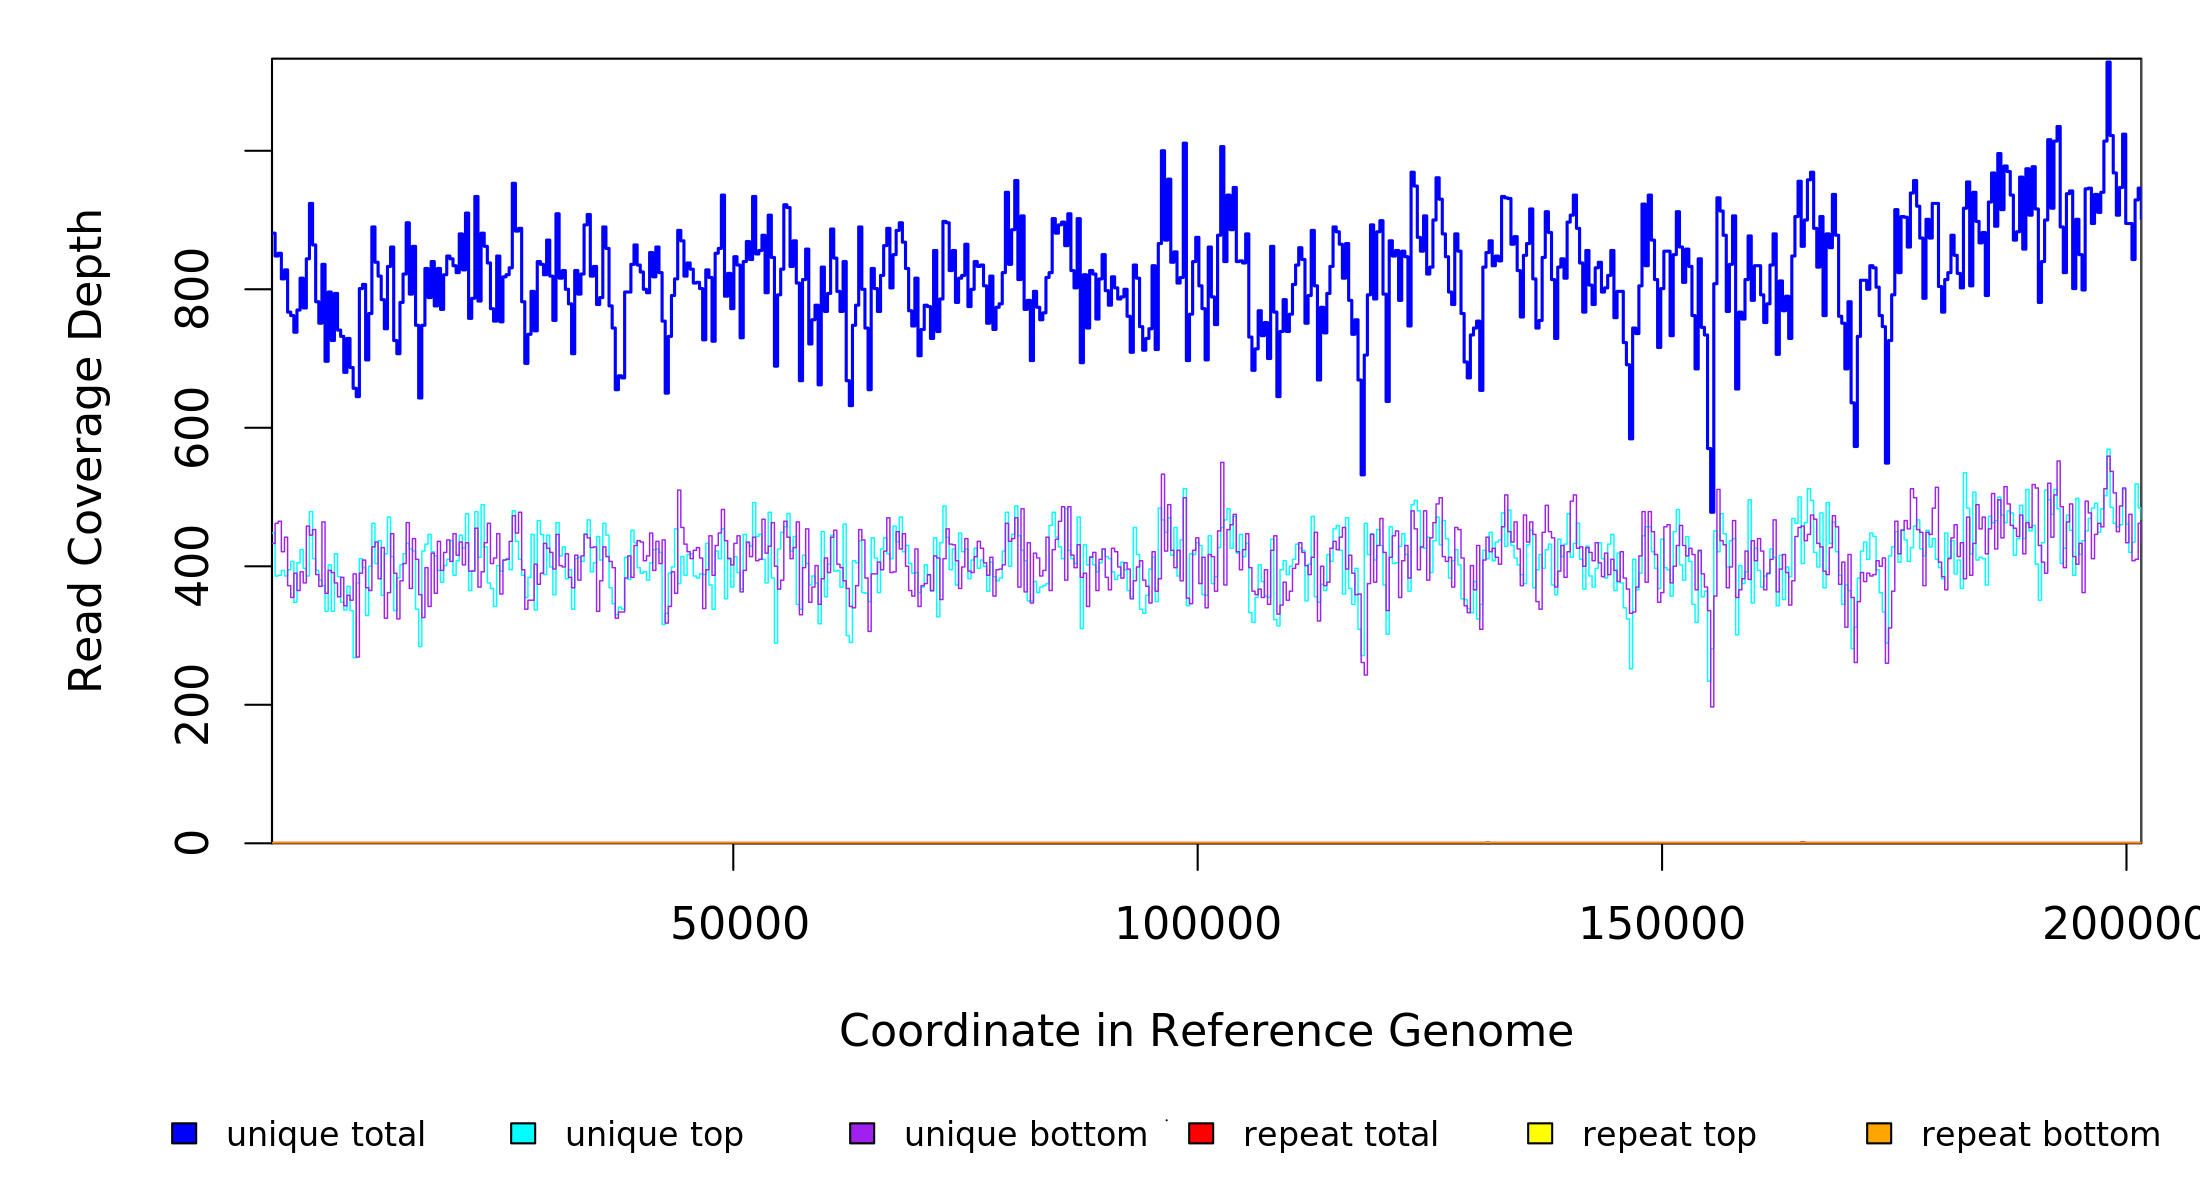 Read Coverage Depth
800
600
400
200
0
50000 100000 150000 200000
Coordinate in Reference Genome
unique total unique top unique bottom repeat total repeat top repeat bottom